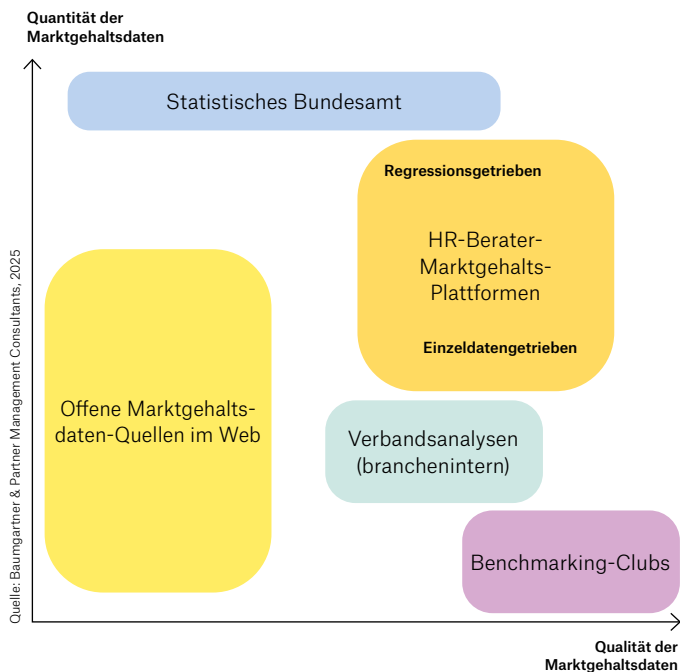 Quantität der
Marktgehaltsdaten
Statistisches Bundesamt
Regressionsgetrieben
HR-Berater-
Marktgehalts-
Plattformen
Einzeldatengetrieben
Offene Marktgehalts-
daten-Quellen im Web
Verbandsanalysen
(branchenintern)
Benchmarking-Clubs
Qualität der
Marktgehaltsdaten
Quelle: Baumgartner & Partner Management Consultants, 2025